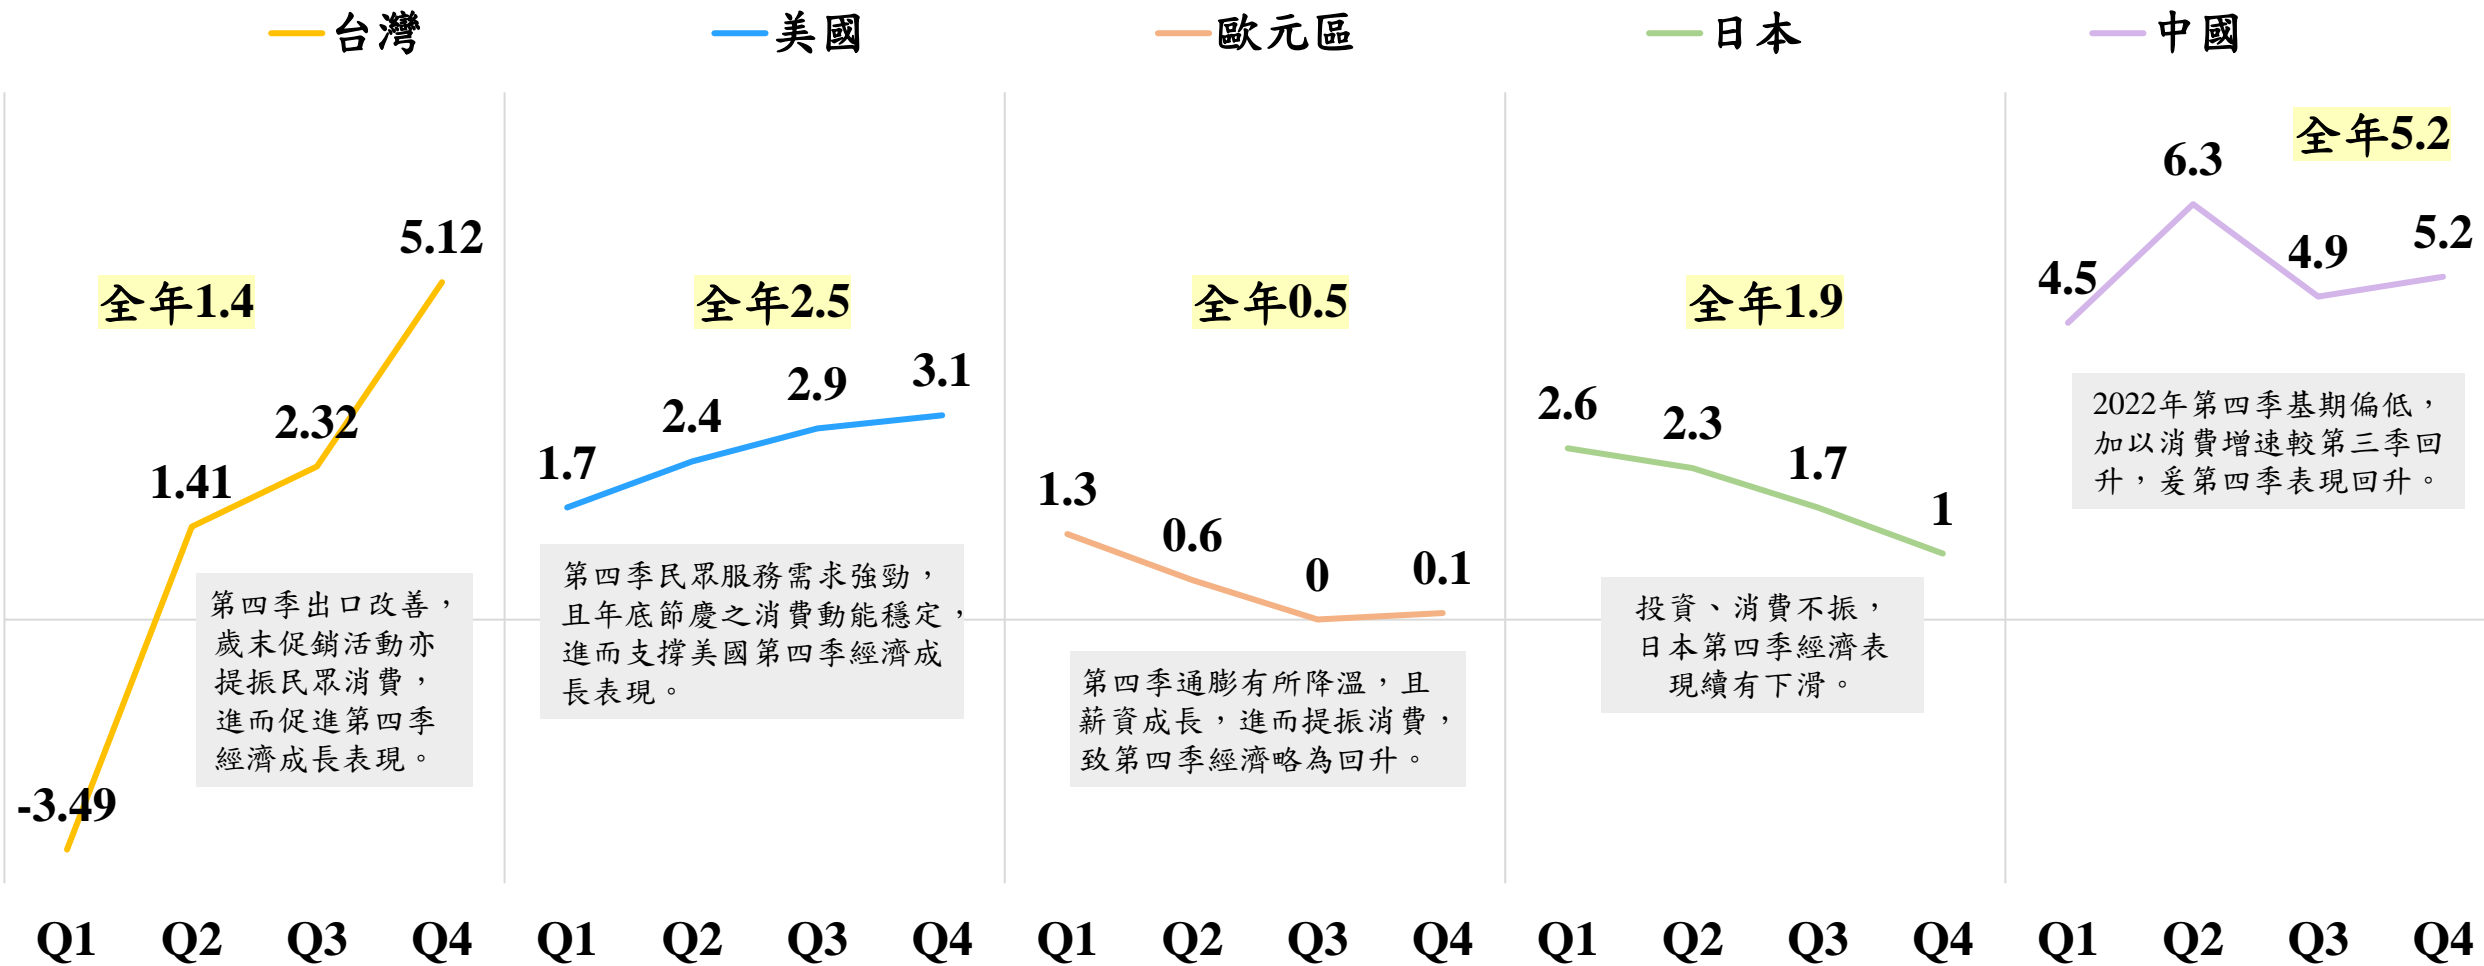 台灣
美國
歐元區
日本
中國
全年1.4
-3.49
1.41
2.32
5.12
第四季出口改善，
歲末促銷活動亦
提振民眾消費，
進而促進第四季
經濟成長表現。
全年2.5
1.7
2.4
2.9
3.1
第四季民眾服務需求強勁，
且年底節慶之消費動能穩定，
進而支撐美國第四季經濟成
長表現。
全年0.5
1.3
0.6
0
0.1
第四季通膨有所降溫，且
薪資成長，進而提振消費，
致第四季經濟略為回升。
全年1.9
2.6
2.3
1.7
1
投資、消費不振，
日本第四季經濟表
現續有下滑。
全年5.2
4.5
6.3
4.9
5.2
2022年第四季基期偏低，
加以消費增速較第三季回
升，爰第四季表現回升。
Q1 Q2 Q3 Q4 Q1 Q2 Q3 Q4 Q1 Q2 Q3 Q4 Q1 Q2 Q3 Q4 Q1 Q2 Q3 Q4